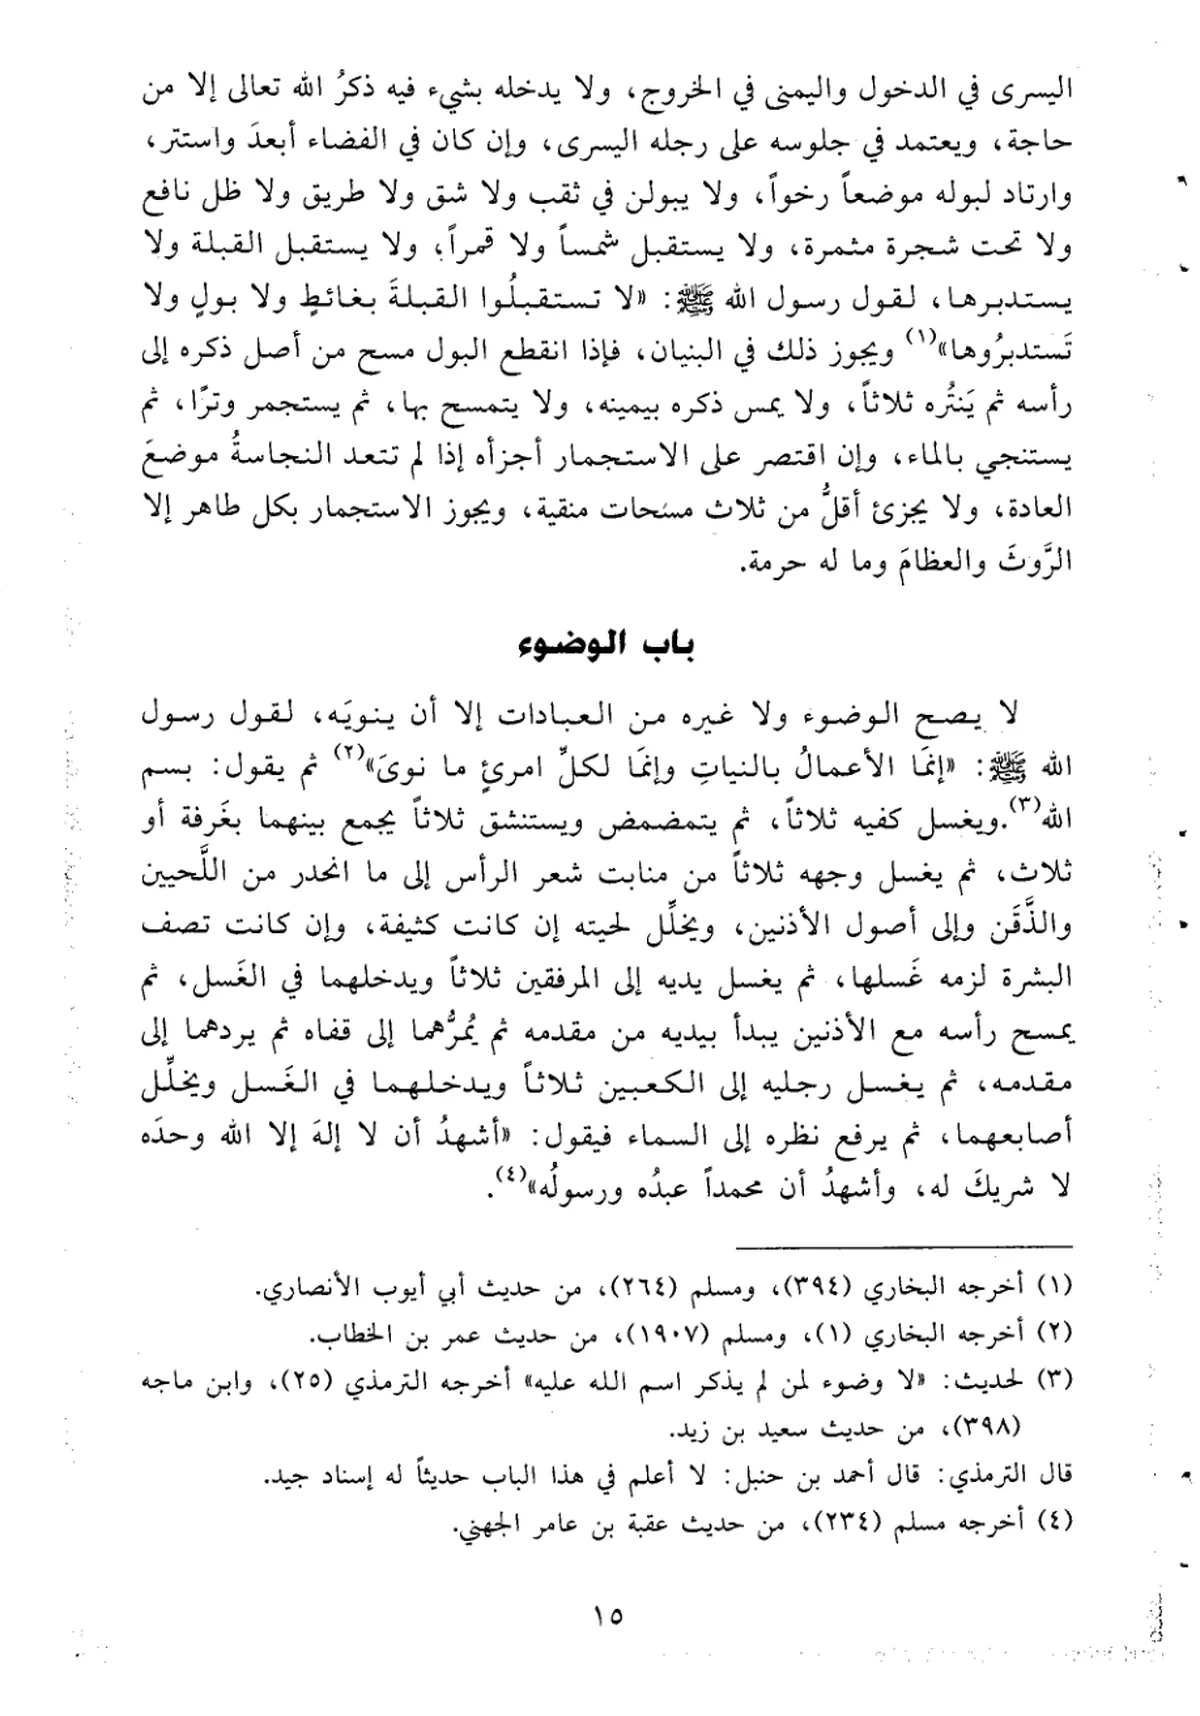 اليسرى في الدخول واليمنى في الخروج، ولا يدخله بشيء فيه ذكرُ الله تعالى إلا من
حاجة، ويعتمد في جلوسه على رجله اليسرى، وإن كان في الفضاء أبعدَ واستتر،
وارتاد لبوله موضعاً رخواً، ولا يبولن في ثقب ولا شق ولا طريق ولا ظل نافع
ولا تحت شجرة مثمرة، ولا يستقبل شمساً ولا قمراً، ولا يستقبل القبلة ولا
يستدبرها، لقول رسول الله ﷺ: «لا تستقبلُوا القبلةَ بغائطٍ ولا بولٍ ولا
تَستدبرُوها»(١) ويجوز ذلك في البنيان، فإذا انقطع البول مسح من أصل ذكره إلى
رأسه ثم يَنتُره ثلاثاً، ولا يمس ذكره بيمينه، ولا يتمسح بها، ثم يستجمر وترًا، ثم
يستنجي بالماء، وإن اقتصر على الاستجمار أجزأه إذا لم تتعد النجاسةُ موضعَ
العادة، ولا يجزئ أقلُّ من ثلاث مسَحات منقية، ويجوز الاستجمار بكل طاهر إلا
الرَّوثَ والعظامَ وما له حرمة.
باب الوضوء
لا يصح الوضوء ولا غيره من العبادات إلا أن ينويَه، لقول رسول
الله ﷺ: «إنمَا الأعمالُ بالنياتِ وإنمَا لكلِّ امرئٍ ما نوىَ»(٢) ثم يقول: بسم
الله(٣). ويغسل كفيه ثلاثاً، ثم يتمضمض ويستنشق ثلاثاً يجمع بينهما بغَرفة أو
ثلاث، ثم يغسل وجهه ثلاثاً من منابت شعر الرأس إلى ما انحدر من اللَّحيين
والذَّقَن وإلى أصول الأذنين، ويخلِّل لحيته إن كانت كثيفة، وإن كانت تصف
البشرة لزمه غَسلها، ثم يغسل يديه إلى المرفقين ثلاثاً ويدخلهما في الغَسل، ثم
يمسح رأسه مع الأذنين يبدأ بيديه من مقدمه ثم يُمرُّهما إلى قفاه ثم يردهما إلى
مقدمه، ثم يغسل رجليه إلى الكعبين ثلاثاً ويدخلهما في الغَسل ويخلِّل
أصابعهما، ثم يرفع نظره إلى السماء فيقول: «أشهدُ أن لا إلهَ إلا الله وحدَه
لا شريكَ له، وأشهدُ أن محمداً عبدُه ورسولُه»(٤).
(١) أخرجه البخاري (٣٩٤)، ومسلم (٢٦٤)، من حديث أبي أيوب الأنصاري.
(٢) أخرجه البخاري (١)، ومسلم (١٩٠٧)، من حديث عمر بن الخطاب.
(٣) لحديث: «لا وضوء لمن لم يذكر اسم الله عليه» أخرجه الترمذي (٢٥)، وابن ماجه
(٣٩٨)، من حديث سعيد بن زيد.
قال الترمذي: قال أحمد بن حنبل: لا أعلم في هذا الباب حديثاً له إسناد جيد.
(٤) أخرجه مسلم (٢٣٤)، من حديث عقبة بن عامر الجهني.
١٥